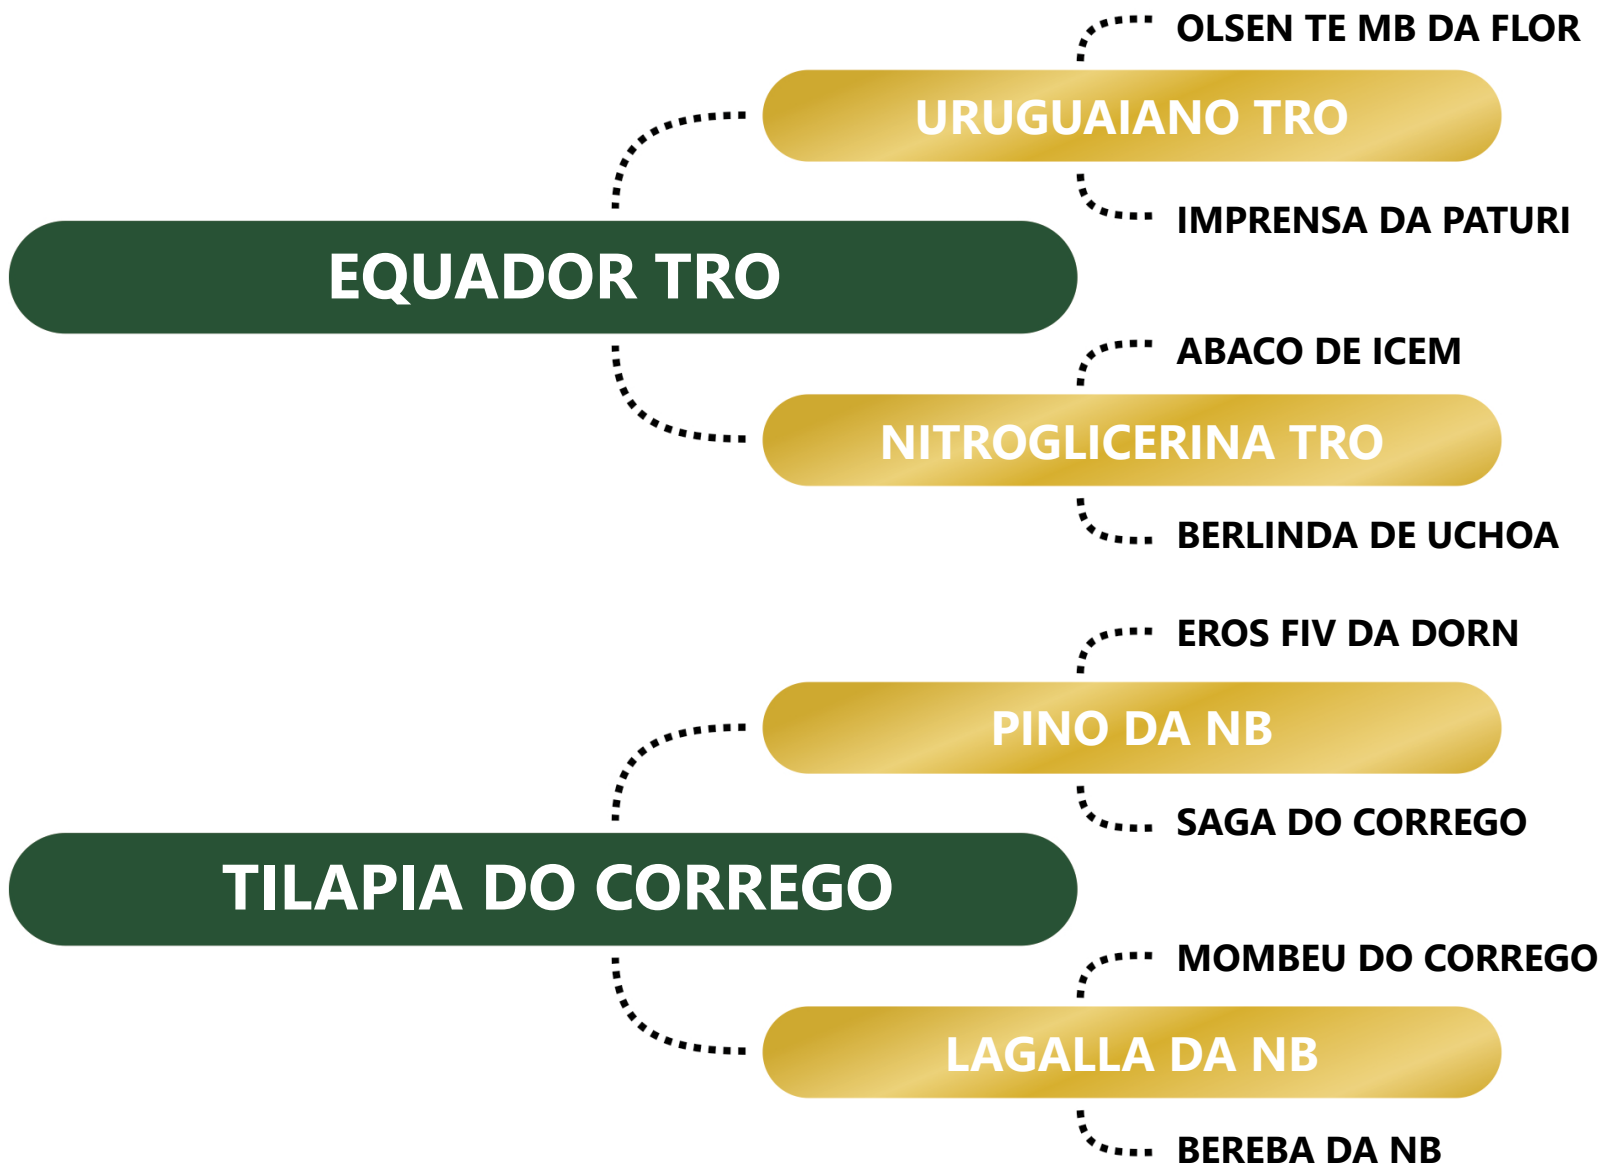 OLSEN TE MB DA FLOR
URUGUAIANO TRO
IMPRENSA DA PATURI
EQUADOR TRO
ABACO DE ICEM
NITROGLICERINA TRO
BERLINDA DE UCHOA
EROS FIV DA DORN
PINO DA NB
SAGA DO CORREGO
TILAPIA DO CORREGO
MOMBEU DO CORREGO
LAGALLA DA NB
BEREBA DA NB